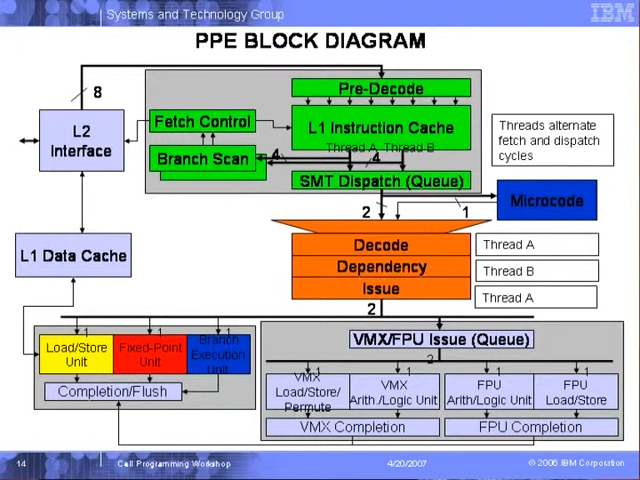 Systems and Technology Group
IBM
PPE BLOCK DIAGRAM
8
Pre-Decode
Fetch Control
L1 Instruction Cache
L2
Interface
Threads alternate
fetch and dispatch
cycles
Thread A
Thread B
4
4
Branch Scan
SMT Dispatch (Queue)
2
1
Microcode
Decode
Thread A
L1 Data Cache
Dependency
Thread B
Issue
Thread A
2
1
1
1
Load/Store
Unit
Fixed-Point
Unit
Branch
Execution
Unit
VMX/FPU Issue (Queue)
2
1
1
1
1
Completion/Flush
VMX
Load/Store/
Permute
VMX
Arith./Logic Unit
FPU
Arith/Logic Unit
FPU
Load/Store
VMX Completion
FPU Completion
14
Cell Programming Workshop
4/20/2007
© 2006 IBM Corporation